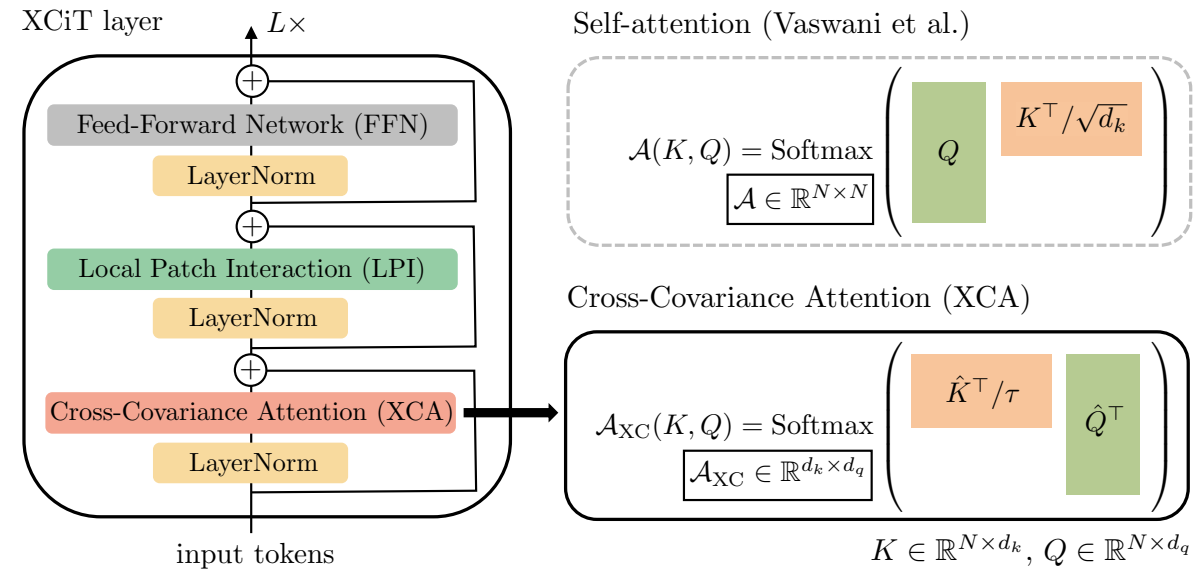 XCiT layer
L×
+
Feed-Forward Network (FFN)
LayerNorm
+
Local Patch Interaction (LPI)
LayerNorm
+
Cross-Covariance Attention (XCA)
LayerNorm
input tokens
Self-attention (Vaswani et al.)
𝒜(K, Q) = Softmax ( Q K^⊤/√d_k )
𝒜 ∈ ℝ^{N×N}
Cross-Covariance Attention (XCA)
𝒜_XC(K, Q) = Softmax ( K̂^⊤/τ Q̂^⊤ )
𝒜_XC ∈ ℝ^{d_k×d_q}
K ∈ ℝ^{N×d_k}, Q ∈ ℝ^{N×d_q}